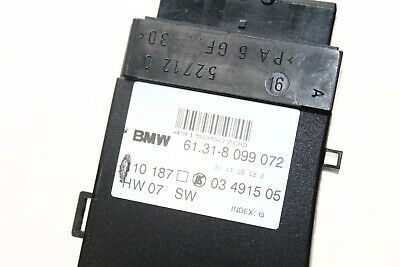 >PA 6 GF 30<
52712
16
A
BMW
61.31-8 099 072
10 187
03 4915 05
HW 07 SW
INDEX: G